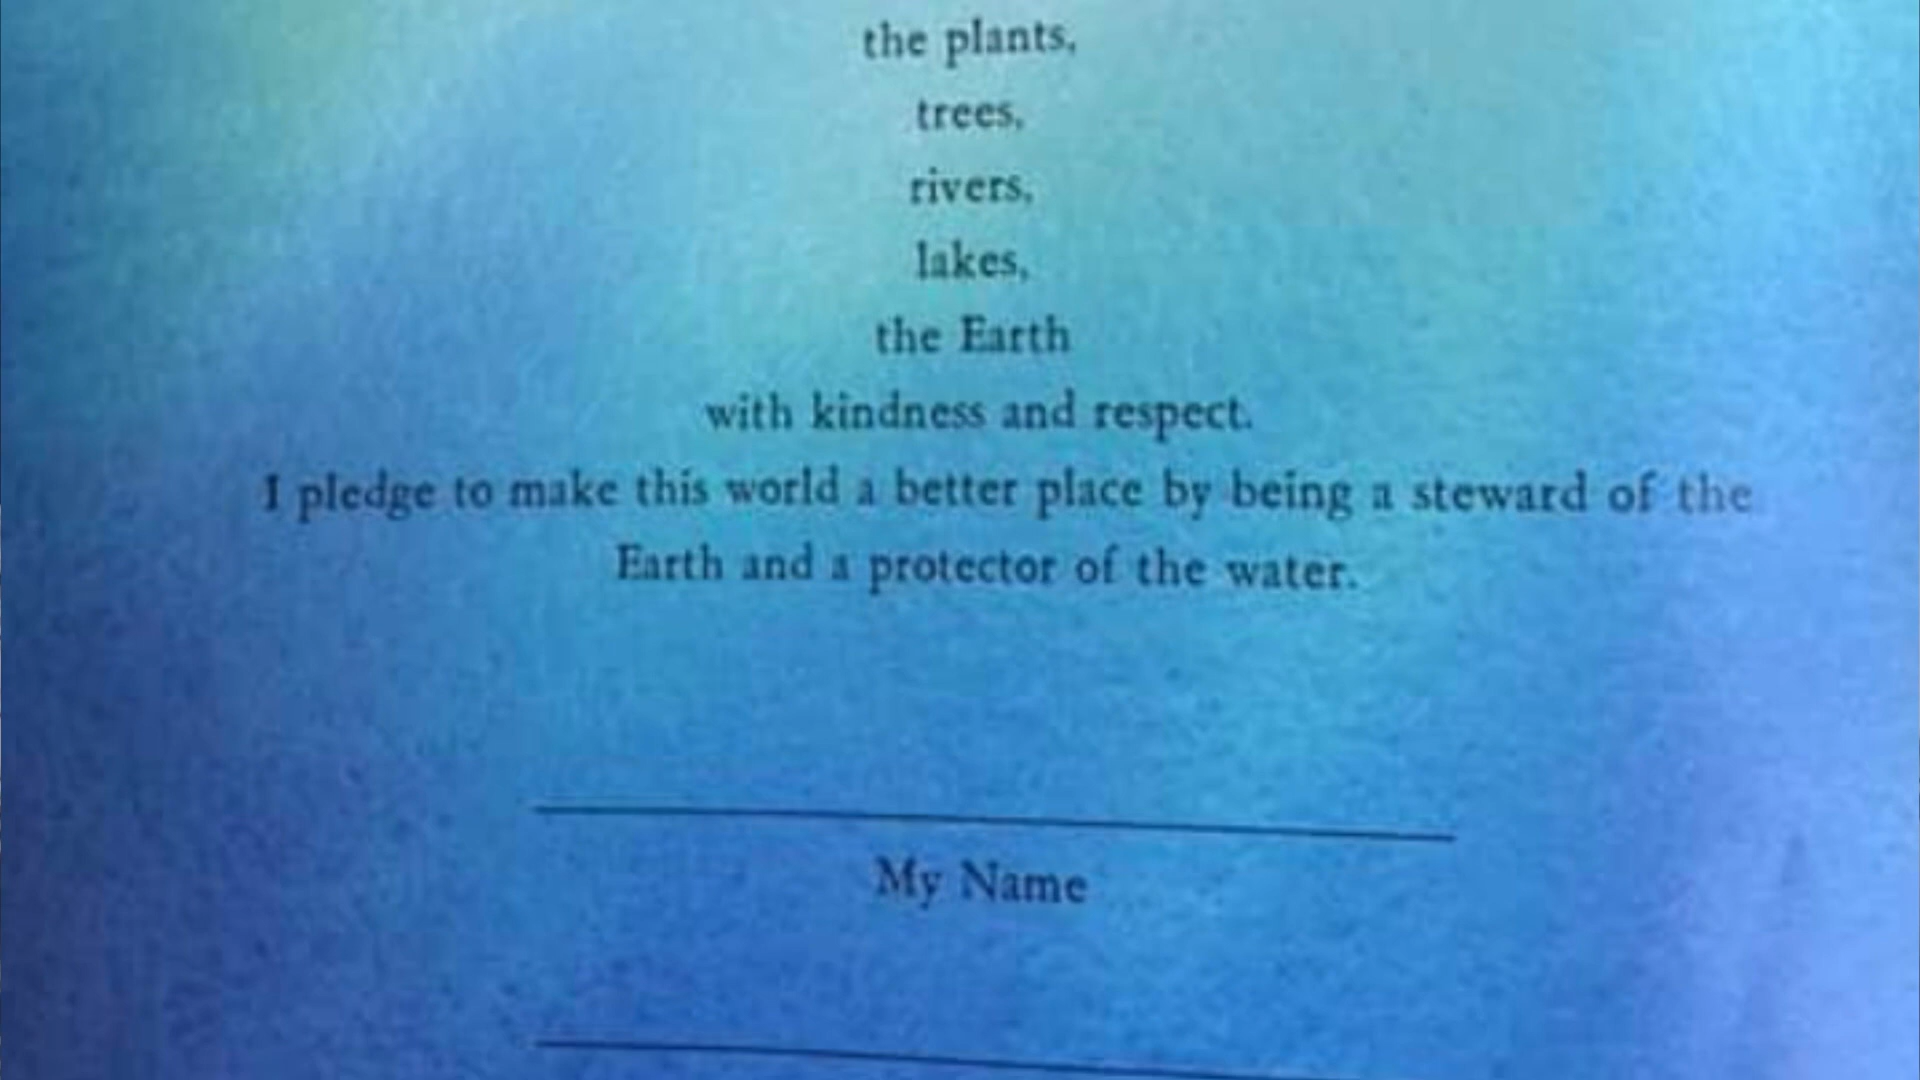 the plants,
trees,
rivers,
lakes,
the Earth
with kindness and respect.
I pledge to make this world a better place by being a steward of the
Earth and a protector of the water.
My Name